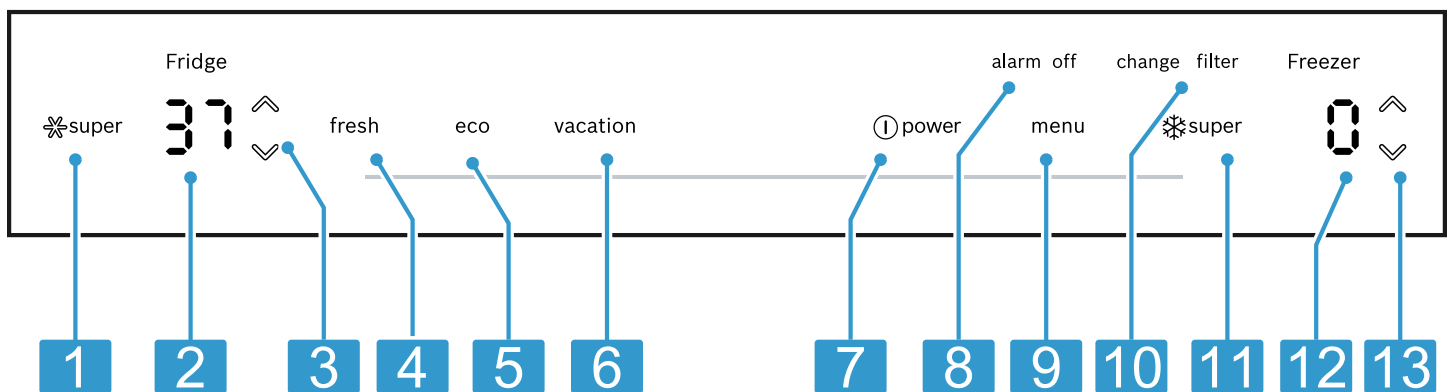 Fridge alarm off change filter Freezer
super 37 fresh eco vacation power menu super 0
1 2 3 4 5 6 7 8 9 10 11 12 13